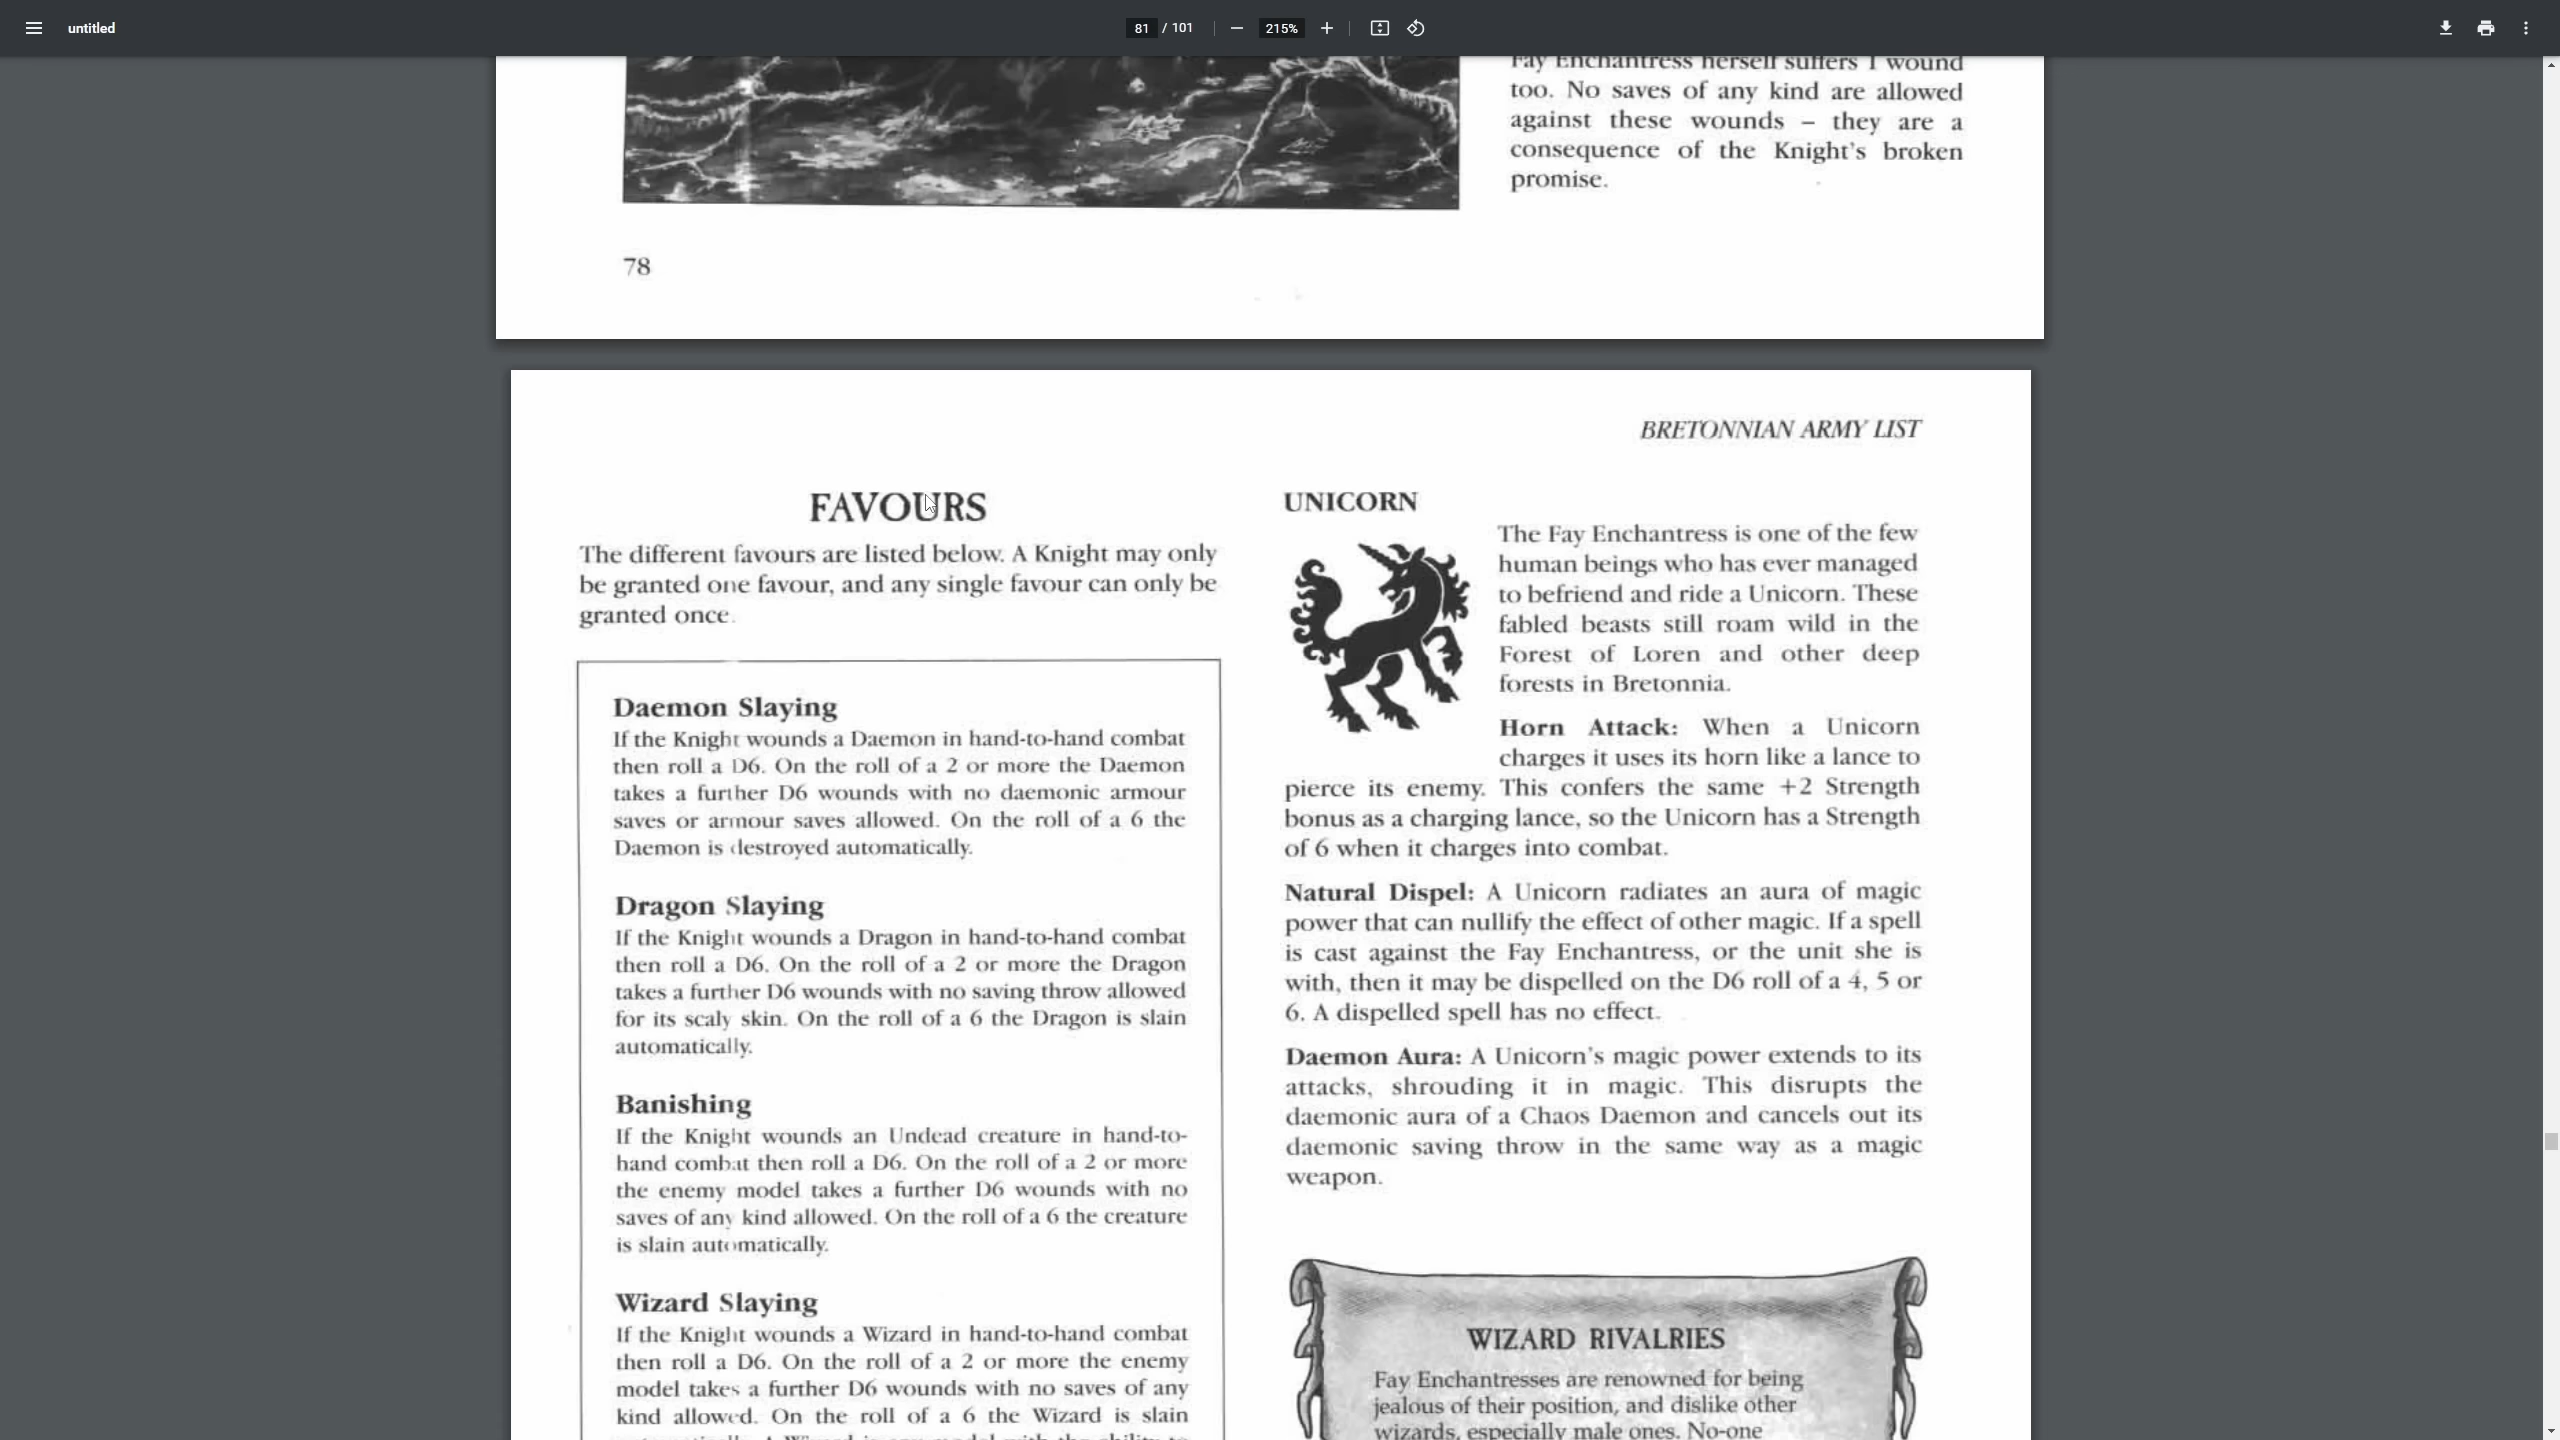 untitled
81 / 101
215%
Fay Enchantress herself suffers 1 wound
too. No saves of any kind are allowed
against these wounds – they are a
consequence of the Knight's broken
promise.
78
BRETONNIAN ARMY LIST
FAVOURS
The different favours are listed below. A Knight may only
be granted one favour, and any single favour can only be
granted once.
Daemon Slaying
If the Knight wounds a Daemon in hand-to-hand combat
then roll a D6. On the roll of a 2 or more the Daemon
takes a further D6 wounds with no daemonic armour
saves or armour saves allowed. On the roll of a 6 the
Daemon is destroyed automatically.
Dragon Slaying
If the Knight wounds a Dragon in hand-to-hand combat
then roll a D6. On the roll of a 2 or more the Dragon
takes a further D6 wounds with no saving throw allowed
for its scaly skin. On the roll of a 6 the Dragon is slain
automatically.
Banishing
If the Knight wounds an Undead creature in hand-to-
hand combat then roll a D6. On the roll of a 2 or more
the enemy model takes a further D6 wounds with no
saves of any kind allowed. On the roll of a 6 the creature
is slain automatically.
Wizard Slaying
If the Knight wounds a Wizard in hand-to-hand combat
then roll a D6. On the roll of a 2 or more the enemy
model takes a further D6 wounds with no saves of any
kind allowed. On the roll of a 6 the Wizard is slain
UNICORN
The Fay Enchantress is one of the few
human beings who has ever managed
to befriend and ride a Unicorn. These
fabled beasts still roam wild in the
Forest of Loren and other deep
forests in Bretonnia.
Horn Attack: When a Unicorn
charges it uses its horn like a lance to
pierce its enemy. This confers the same +2 Strength
bonus as a charging lance, so the Unicorn has a Strength
of 6 when it charges into combat.
Natural Dispel: A Unicorn radiates an aura of magic
power that can nullify the effect of other magic. If a spell
is cast against the Fay Enchantress, or the unit she is
with, then it may be dispelled on the D6 roll of a 4, 5 or
6. A dispelled spell has no effect.
Daemon Aura: A Unicorn's magic power extends to its
attacks, shrouding it in magic. This disrupts the
daemonic aura of a Chaos Daemon and cancels out its
daemonic saving throw in the same way as a magic
weapon.
WIZARD RIVALRIES
Fay Enchantresses are renowned for being
jealous of their position, and dislike other
wizards, especially male ones. No-one